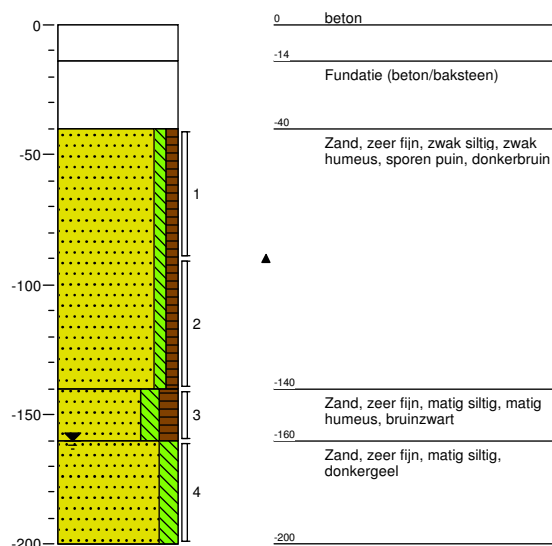 0
0 beton
-14
Fundatie (beton/baksteen)
-40
Zand, zeer fijn, zwak siltig, zwak
humeus, sporen puin, donkerbruin
-50
1
-100
2
-140
Zand, zeer fijn, matig siltig, matig
humeus, bruinzwart
-150
3
-160
Zand, zeer fijn, matig siltig,
donkergeel
4
-200
-200